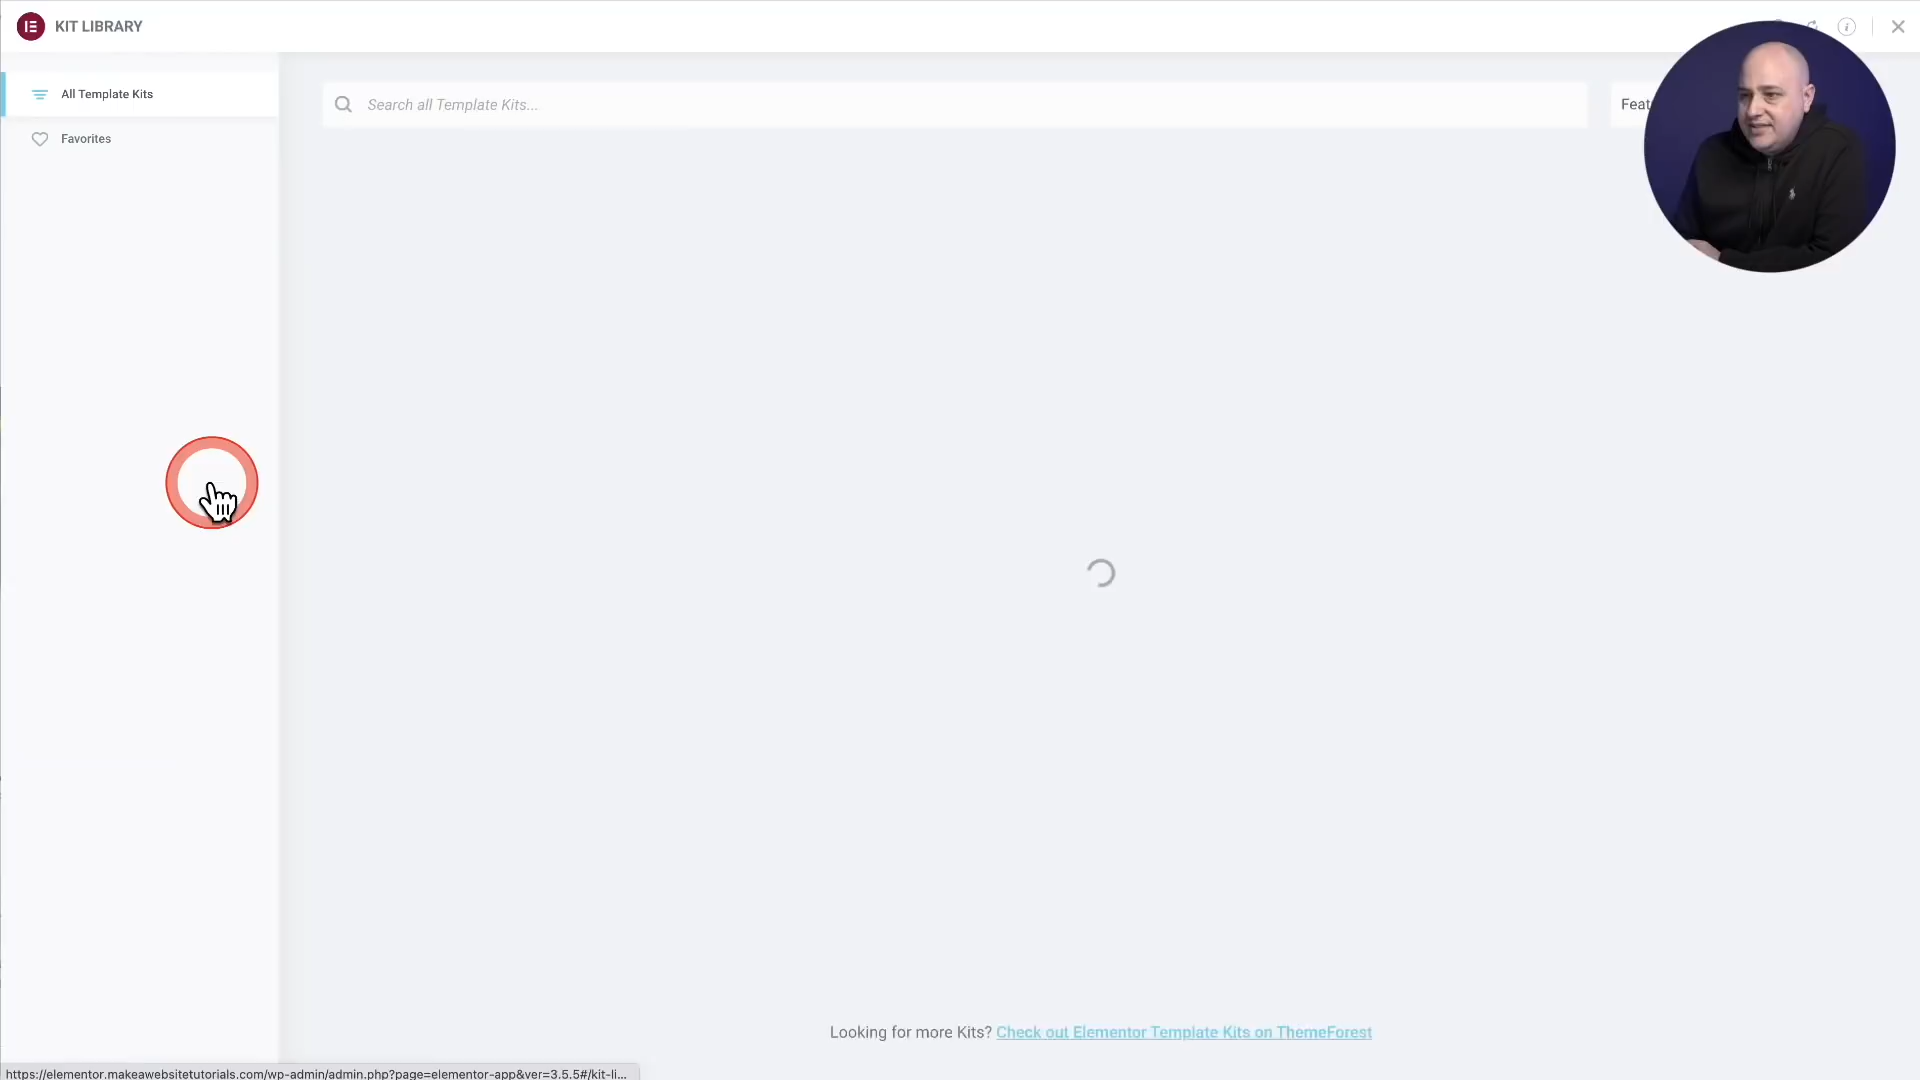 KIT LIBRARY
All Template Kits
Search all Template Kits...
Favorites
Looking for more Kits? Check out Elementor Template Kits on ThemeForest
https://elementor.makeawebsitetutorials.com/wp-admin/admin.php?page=elementor-app&ver=3.5.5#/kit-li...